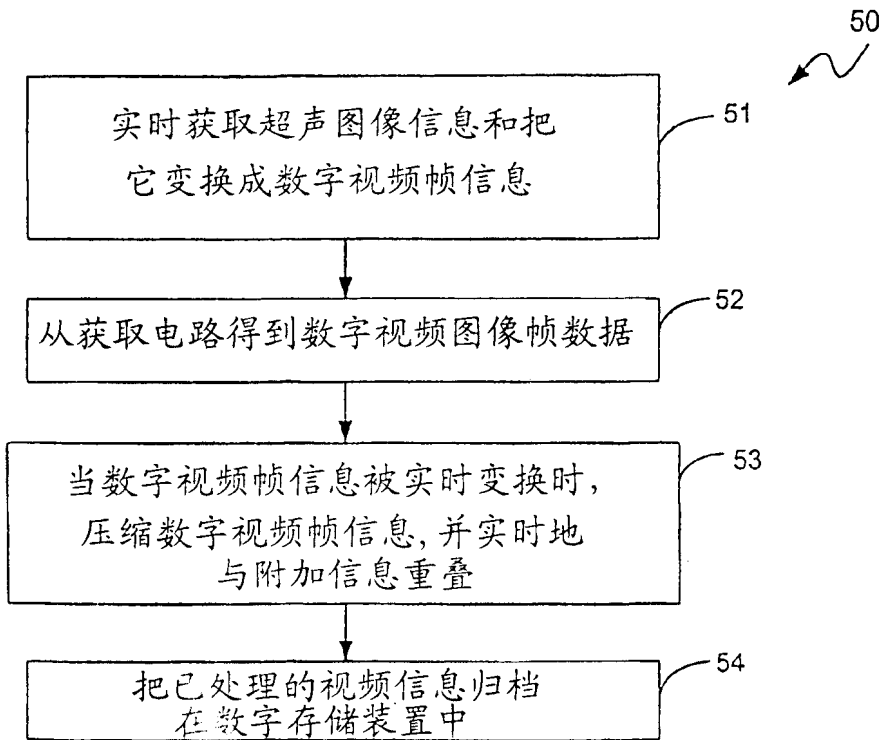 50
实时获取超声图像信息和把
它变换成数字视频帧信息
51
从获取电路得到数字视频图像帧数据
52
当数字视频帧信息被实时变换时，
压缩数字视频帧信息，并实时地
与附加信息重叠
53
把已处理的视频信息归档
在数字存储装置中
54